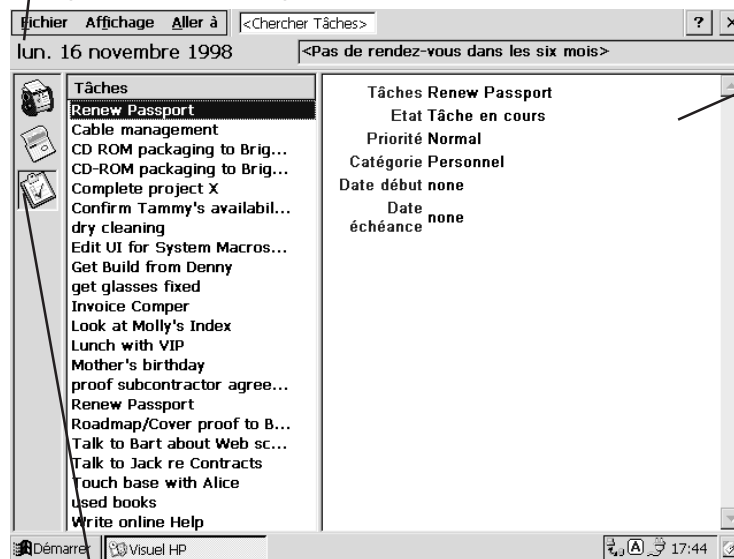 Fichier Affichage Aller à <Chercher Tâches> ? ×
lun. 16 novembre 1998 <Pas de rendez-vous dans les six mois>
Tâches
Renew Passport
Cable management
CD ROM packaging to Brig...
CD-ROM packaging to Brig...
Complete project X
Confirm Tammy's availabil...
dry cleaning
Edit UI for System Macros...
Get Build from Denny
get glasses fixed
Invoice Comper
Look at Molly's Index
Lunch with VIP
Mother's birthday
proof subcontractor agree...
Renew Passport
Roadmap/Cover proof to B...
Talk to Bart about Web sc...
Talk to Jack re Contracts
Touch base with Alice
used books
Write online Help
Tâches Renew Passport
Etat Tâche en cours
Priorité Normal
Catégorie Personnel
Date début none
Date
échéance none
Démarrer Visuel HP A 17:44